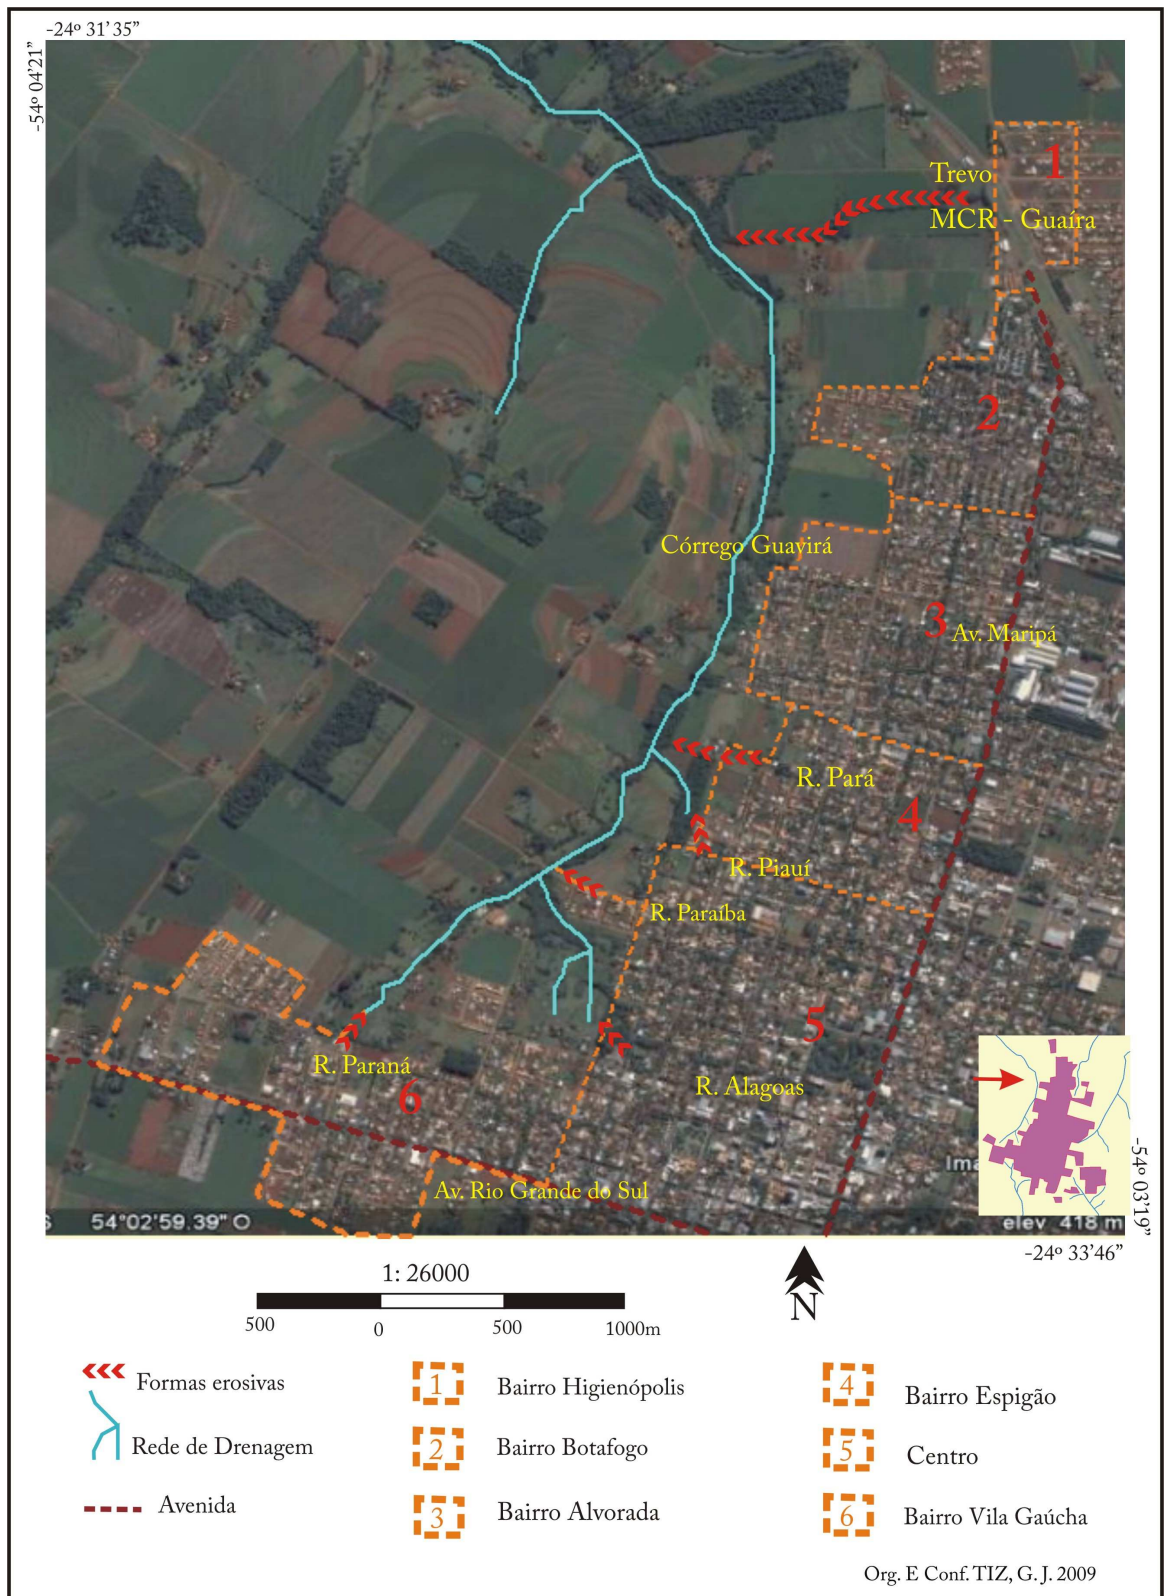 -24º 31'35"
-54º 04'21"
Trevo
1
MCR - Guaíra
2
Córrego Guavirá
3
Av. Maripá
R. Pará
4
R. Piauí
R. Paraíba
5
R. Paraná
6
R. Alagoas
Av. Rio Grande do Sul
Ima
54°02'59.39" O
elev 418 m
-54º 03'19"
-24º 33'46"
1: 26000
500
0
500
1000m
N
Formas erosivas
Rede de Drenagem
Avenida
1
Bairro Higienópolis
2
Bairro Botafogo
3
Bairro Alvorada
4
Bairro Espigão
5
Centro
6
Bairro Vila Gaúcha
Org. E Conf. TIZ, G. J. 2009